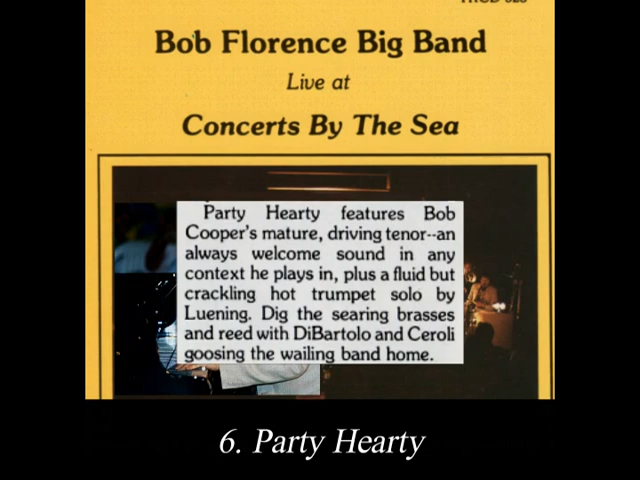 Bob Florence Big Band
Live at
Concerts By The Sea
Party Hearty features Bob
Cooper's mature, driving tenor--an
always welcome sound in any
context he plays in, plus a fluid but
crackling hot trumpet solo by
Luening. Dig the searing brasses
and reed with DiBartolo and Ceroli
goosing the wailing band home.
6. Party Hearty